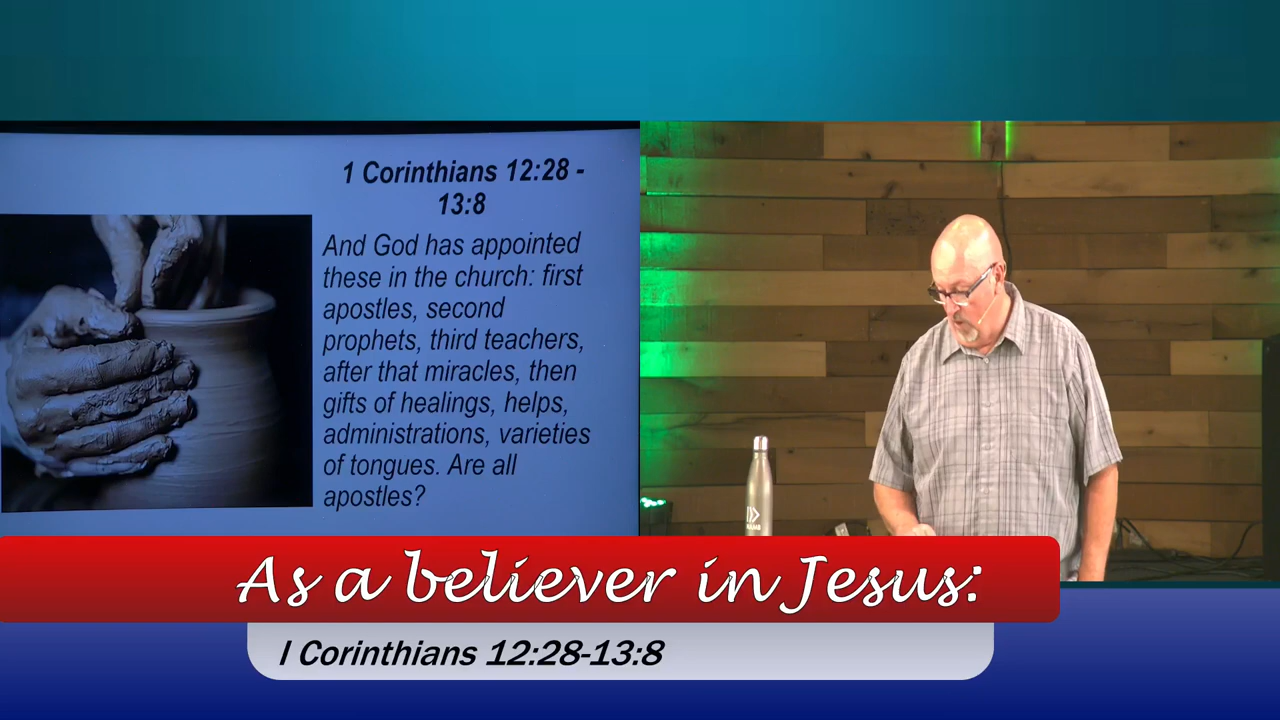 1 Corinthians 12:28 -
13:8
And God has appointed
these in the church: first
apostles, second
prophets, third teachers,
after that miracles, then
gifts of healings, helps,
administrations, varieties
of tongues. Are all
apostles?
As a believer in Jesus:
I Corinthians 12:28-13:8